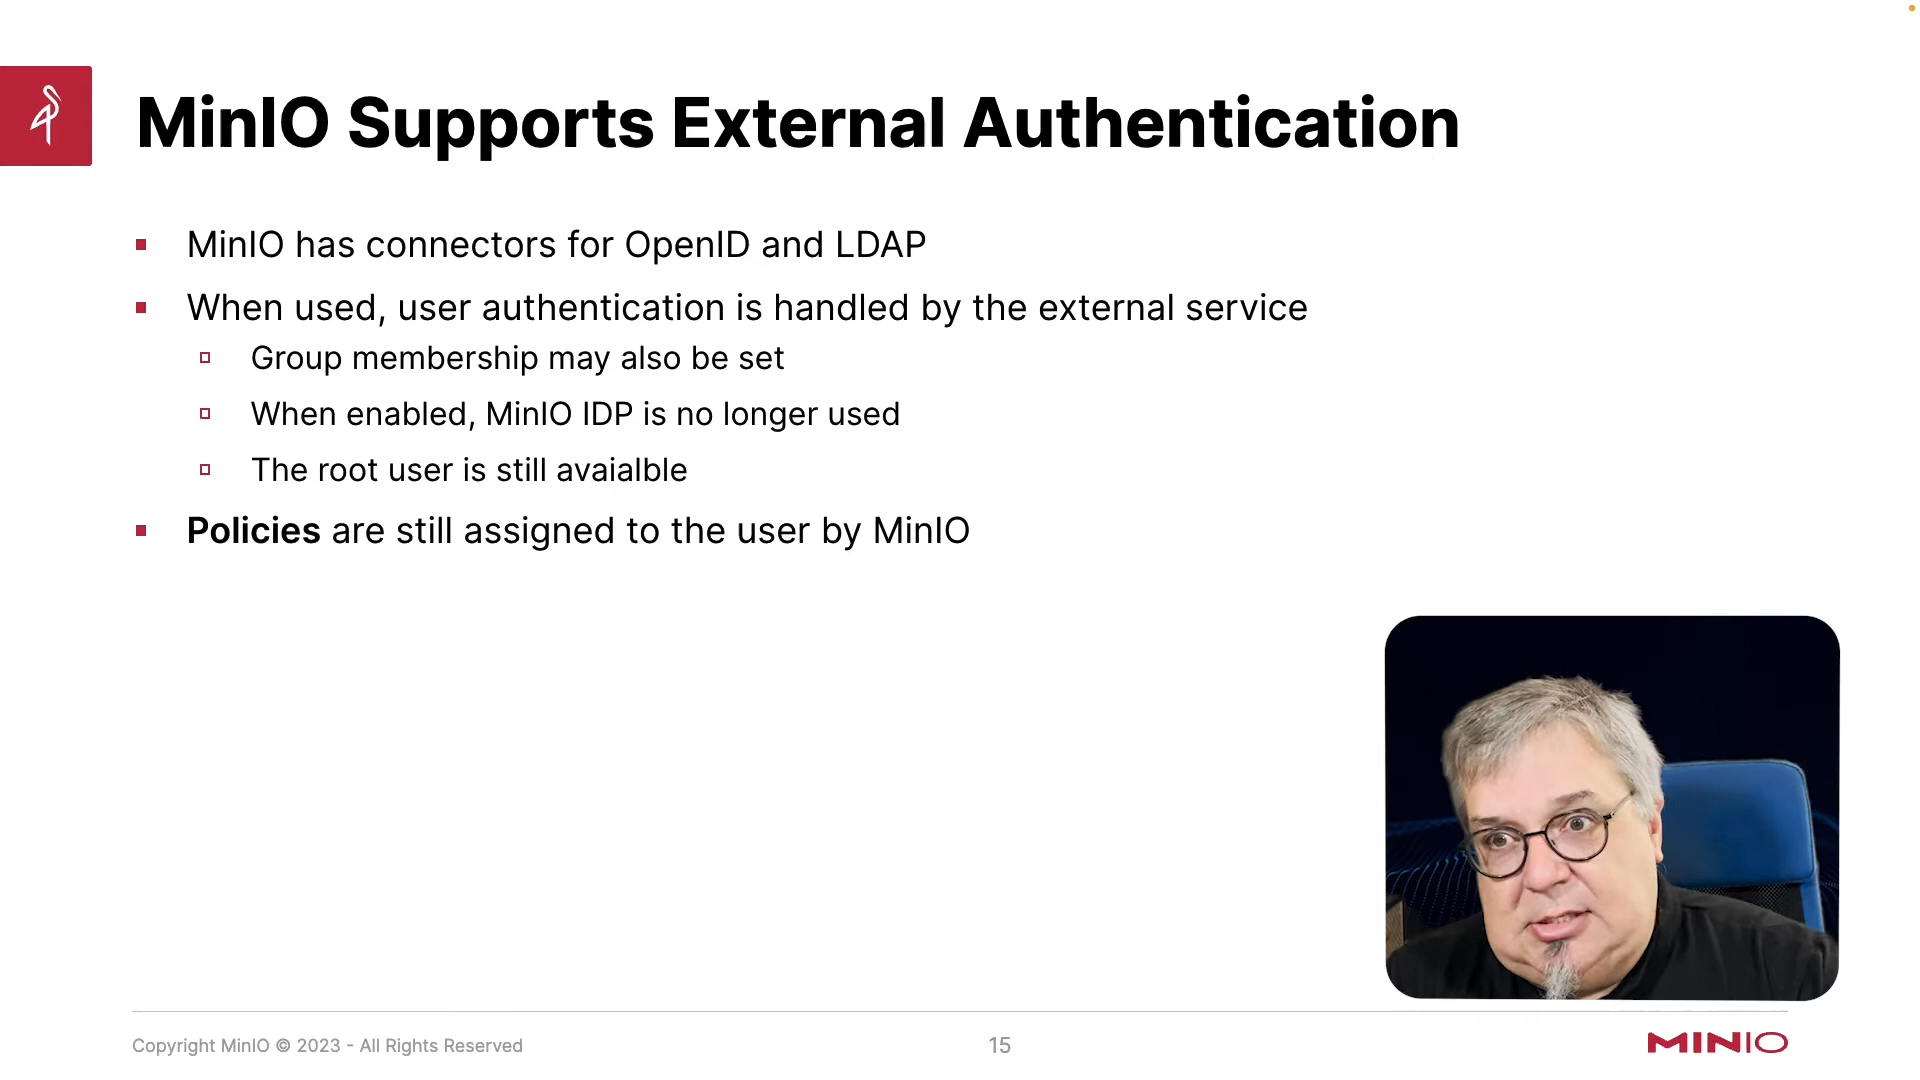 MinIO Supports External Authentication
MinIO has connectors for OpenID and LDAP
When used, user authentication is handled by the external service
Group membership may also be set
When enabled, MinIO IDP is no longer used
The root user is still avaialble
Policies are still assigned to the user by MinIO
Copyright MinIO © 2023 - All Rights Reserved
15
MINIO